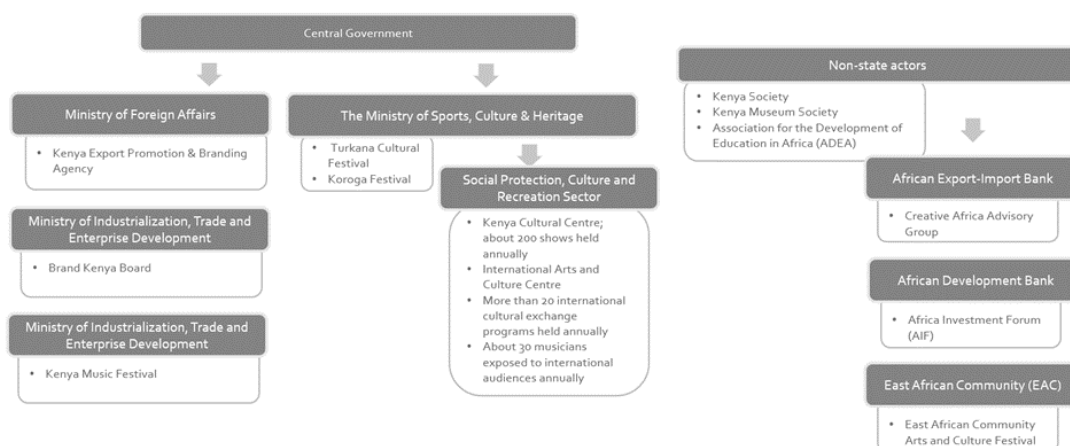 Central Government
Ministry of Foreign Affairs
• Kenya Export Promotion & Branding
Agency
Ministry of Industrialization, Trade and
Enterprise Development
• Brand Kenya Board
Ministry of Industrialization, Trade and
Enterprise Development
• Kenya Music Festival
The Ministry of Sports, Culture & Heritage
• Turkana Cultural
Festival
• Koroga Festival
Social Protection, Culture and
Recreation Sector
• Kenya Cultural Centre;
about 200 shows held
annually
• International Arts and
Culture Centre
• More than 20 international
cultural exchange
programs held annually
• About 30 musicians
exposed to international
audiences annually
Non-state actors
• Kenya Society
• Kenya Museum Society
• Association for the Development of
Education in Africa (ADEA)
African Export-Import Bank
• Creative Africa Advisory
Group
African Development Bank
• Africa Investment Forum
(AIF)
East African Community (EAC)
• East African Community
Arts and Culture Festival